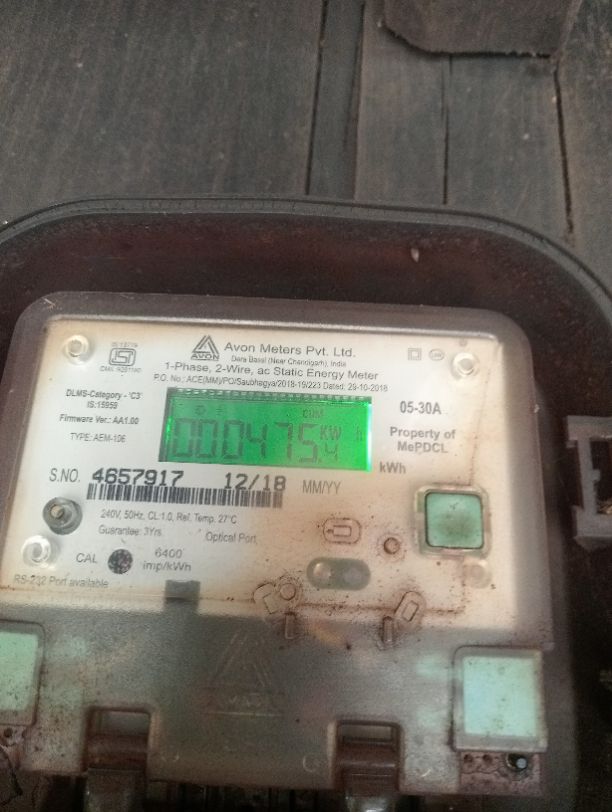 IS:13779
AVON
Avon Meters Pvt. Ltd.
Dera Bassi (Near Chandigarh), India
1-Phase, 2-Wire, ac Static Energy Meter
P.O. No.; ACE(MM)/PO/Saubhagya/2018-19/223 Dated: 29-10-2018
DLMS-Category - 'C3'
IS:15959
Firmware Ver.: AA1.00
TYPE: AEM-106
CUM
000475.4 KW h
05-30A
Property of
MePDCL
kWh
S.NO. 4657917 12/18 MM/YY
240V, 50Hz, CL:1.0, Ref. Temp. 27°C
Guarantee: 3Yrs.
Optical Port
CAL
6400
imp/kWh
RS-232 Port available
AVON